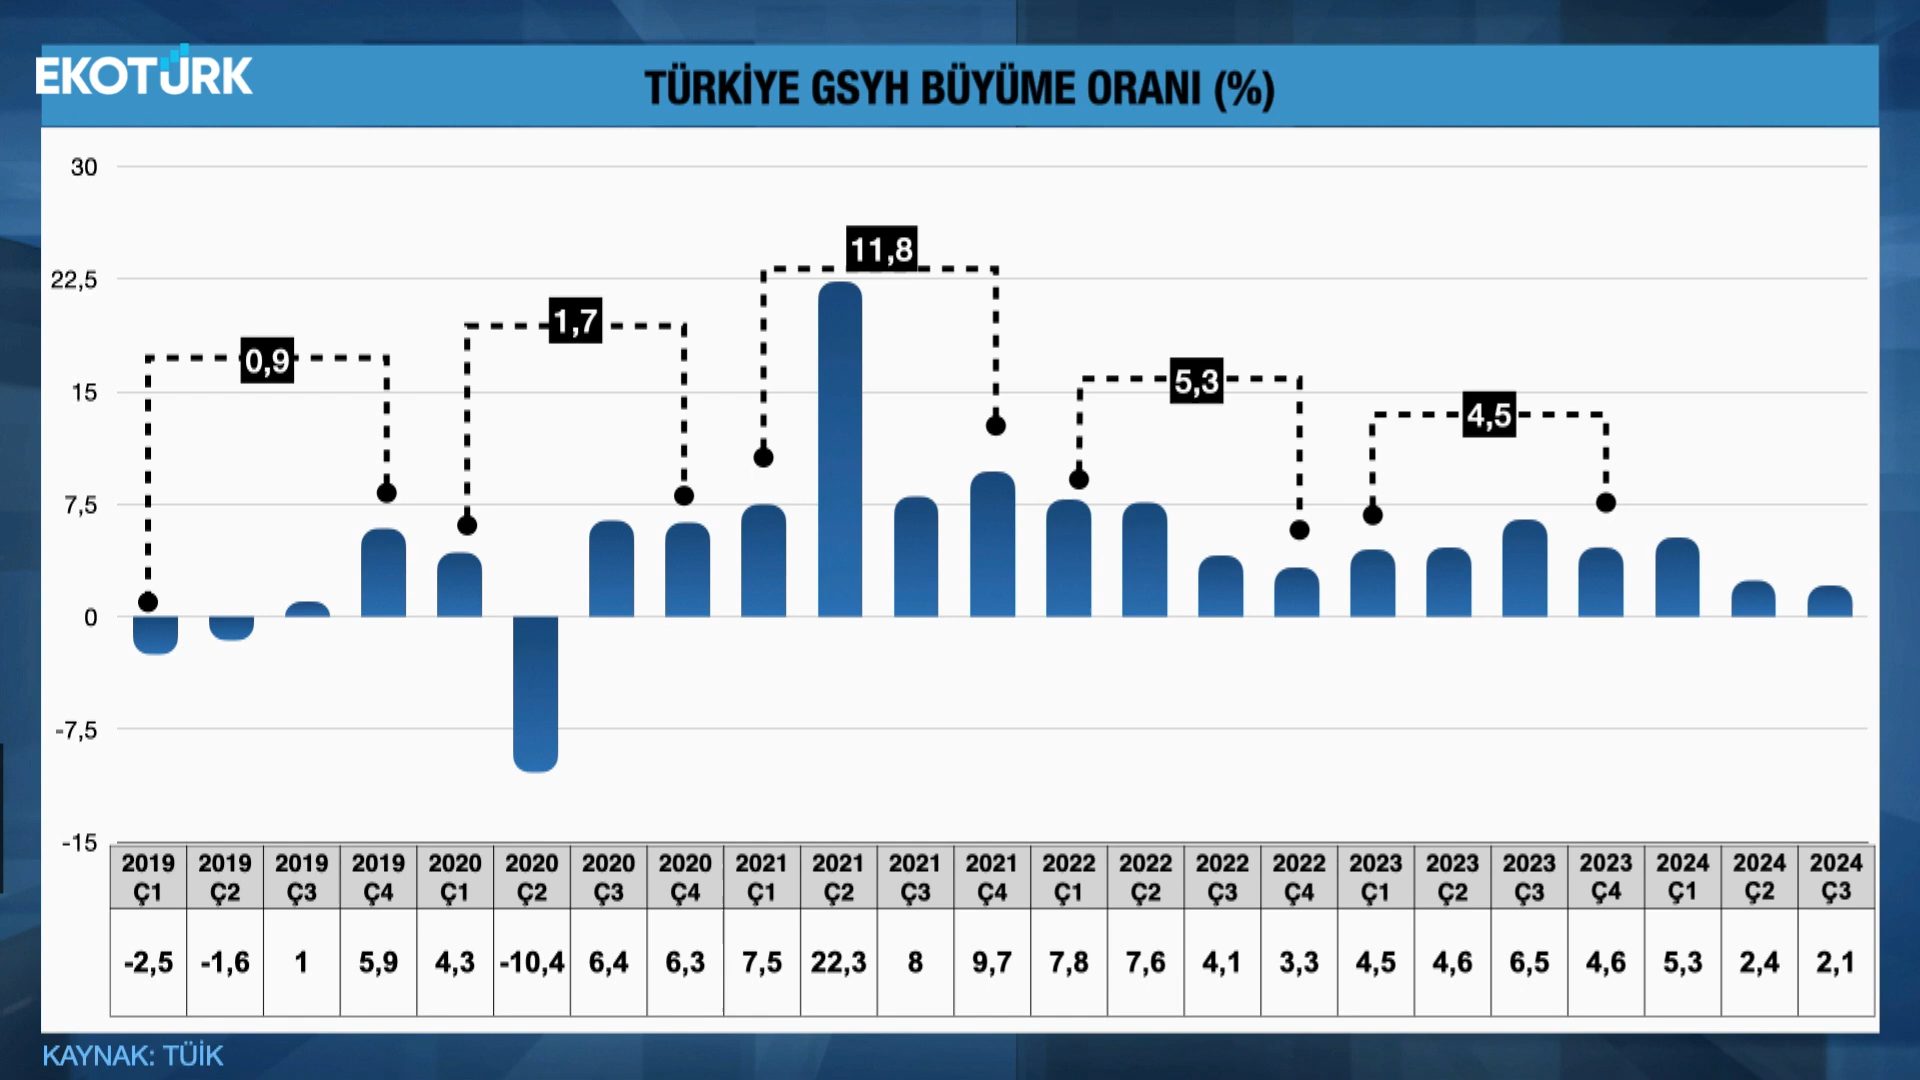 EKOTÜRK
TÜRKİYE GSYH BÜYÜME ORANI (%)
30
22,5
15
7,5
0
-7,5
-15
0,9
1,7
11,8
5,3
4,5
2019 Ç1 2019 Ç2 2019 Ç3 2019 Ç4 2020 Ç1 2020 Ç2 2020 Ç3 2020 Ç4 2021 Ç1 2021 Ç2 2021 Ç3 2021 Ç4 2022 Ç1 2022 Ç2 2022 Ç3 2022 Ç4 2023 Ç1 2023 Ç2 2023 Ç3 2023 Ç4 2024 Ç1 2024 Ç2 2024 Ç3
-2,5 -1,6 1 5,9 4,3 -10,4 6,4 6,3 7,5 22,3 8 9,7 7,8 7,6 4,1 3,3 4,5 4,6 6,5 4,6 5,3 2,4 2,1
KAYNAK: TÜİK